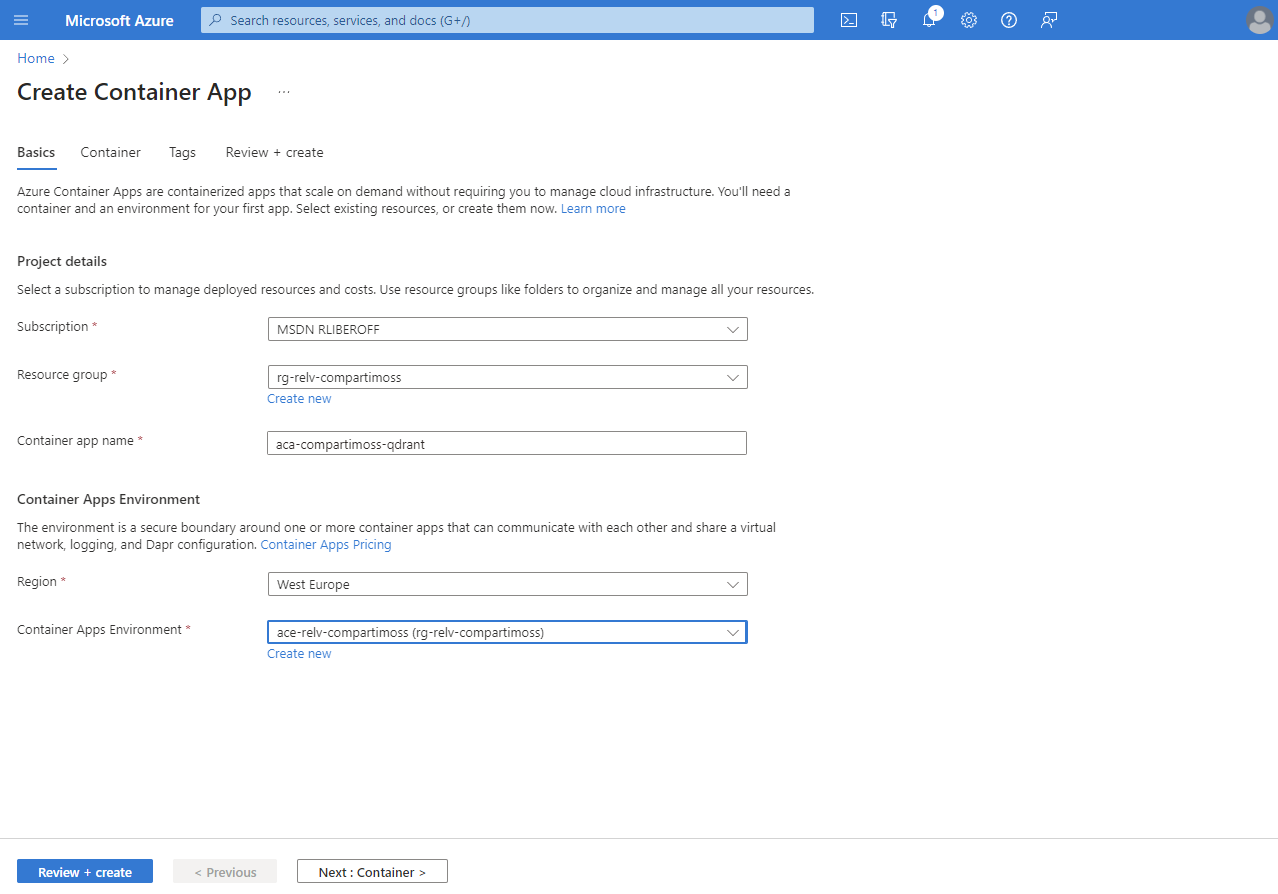 Microsoft Azure
Search resources, services, and docs (G+/)
1
Home >
Create Container App ...
Basics Container Tags Review + create
Azure Container Apps are containerized apps that scale on demand without requiring you to manage cloud infrastructure. You'll need a
container and an environment for your first app. Select existing resources, or create them now. Learn more
Project details
Select a subscription to manage deployed resources and costs. Use resource groups like folders to organize and manage all your resources.
Subscription *
MSDN RLIBEROFF
Resource group *
rg-relv-compartimoss
Create new
Container app name *
aca-compartimoss-qdrant
Container Apps Environment
The environment is a secure boundary around one or more container apps that can communicate with each other and share a virtual
network, logging, and Dapr configuration. Container Apps Pricing
Region *
West Europe
Container Apps Environment *
ace-relv-compartimoss (rg-relv-compartimoss)
Create new
Review + create
< Previous
Next : Container >